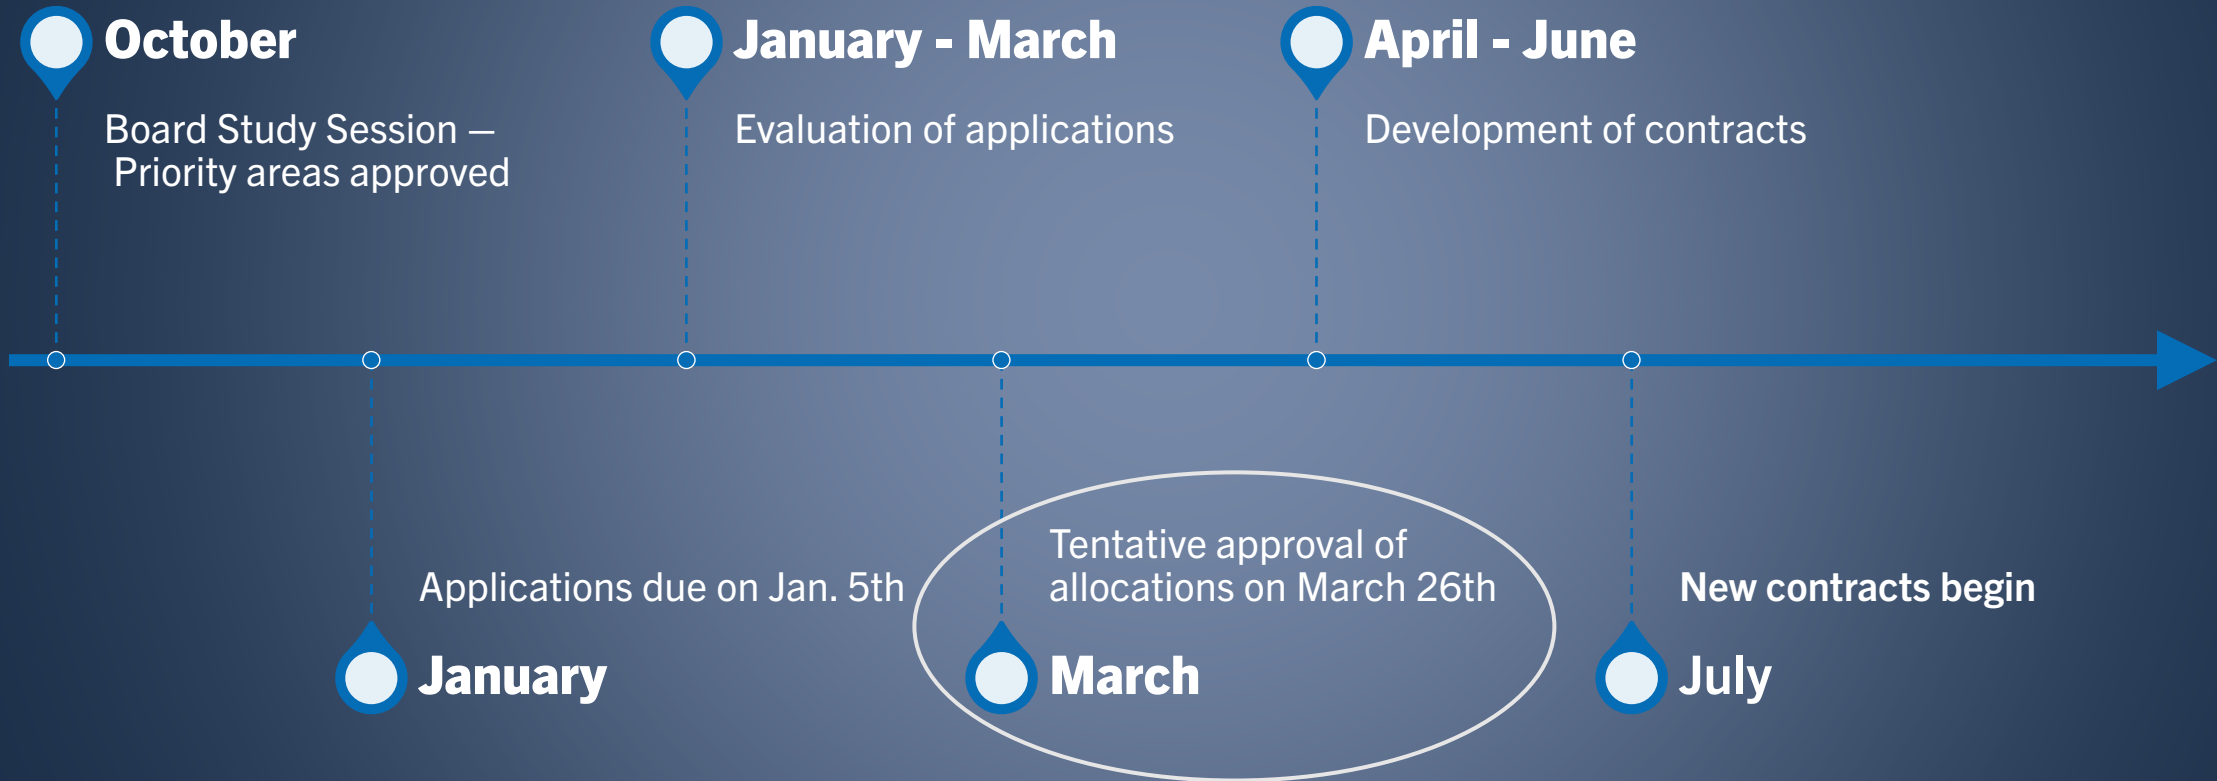 October
Board Study Session –
Priority areas approved
January - March
Evaluation of applications
April - June
Development of contracts
Applications due on Jan. 5th
January
Tentative approval of
allocations on March 26th
March
New contracts begin
July